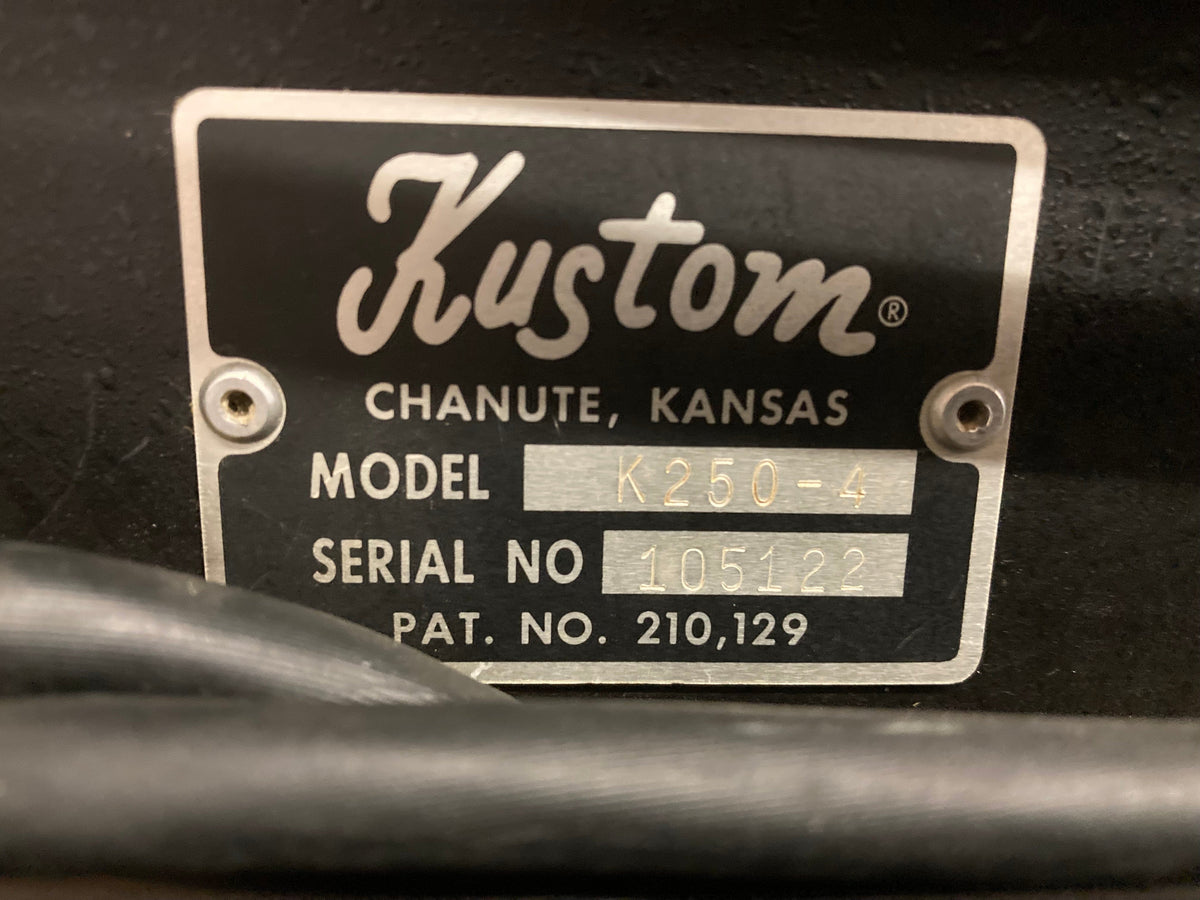 Kustom®
CHANUTE, KANSAS
MODEL K250-4
SERIAL NO 105122
PAT. NO. 210,129